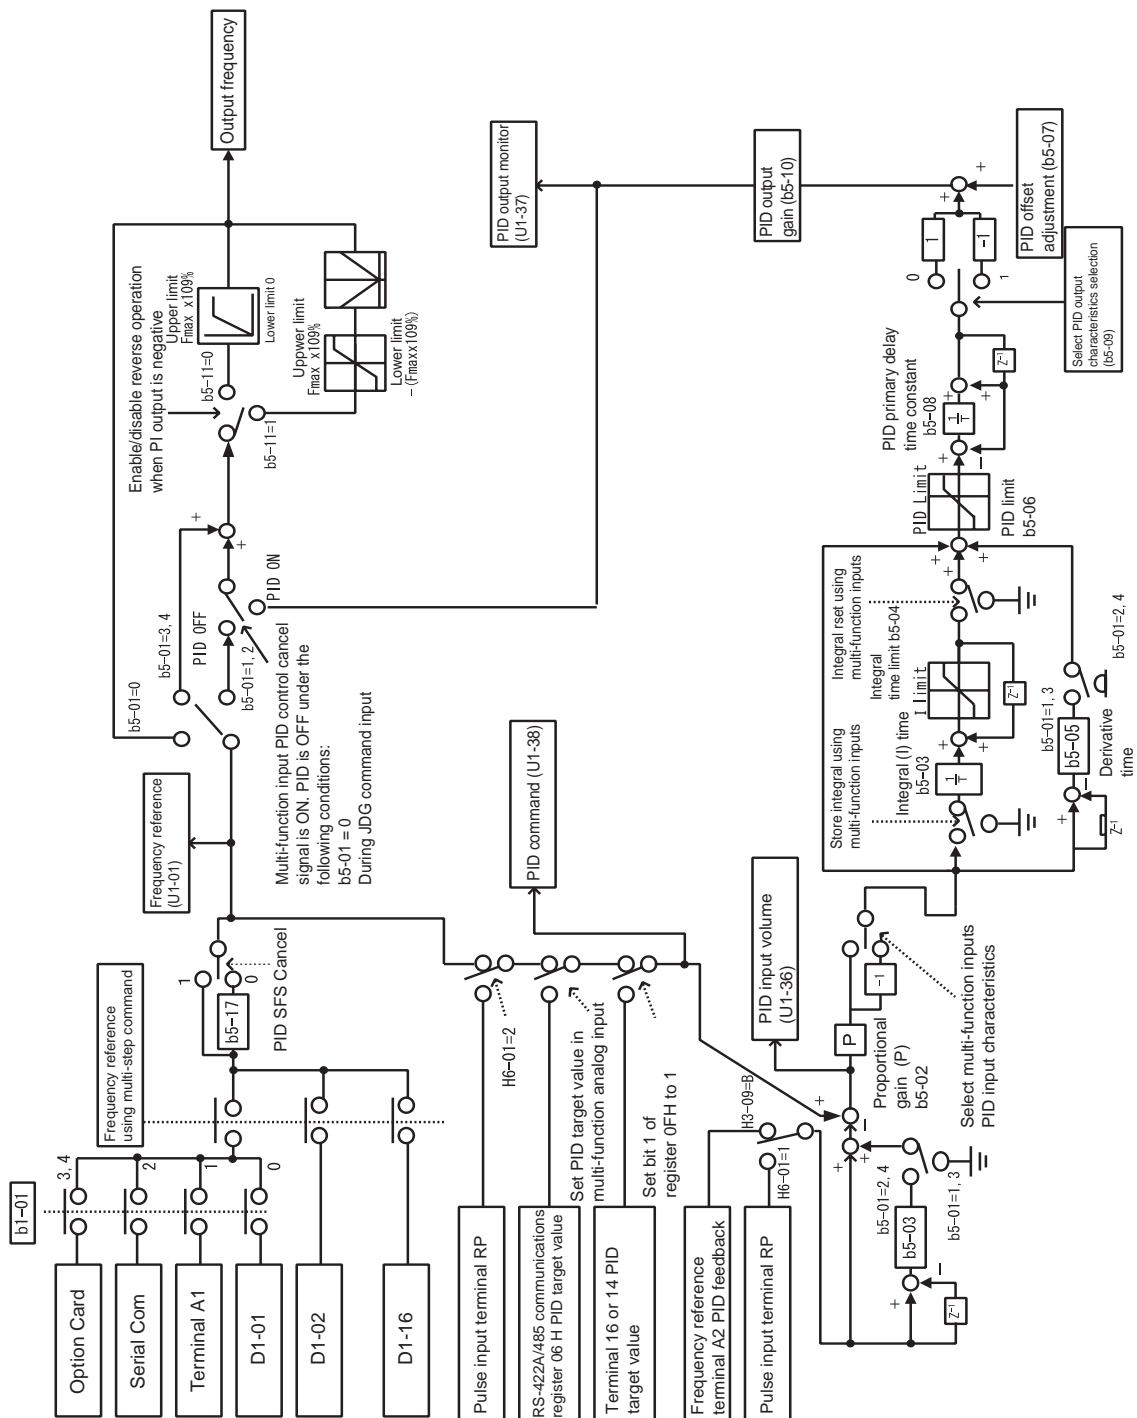 Option Card
Serial Com
Terminal A1
D1-01
D1-02
D1-16
b1-01
3, 4
2
1
0
Frequency reference
using multi-step command
1
0
b5-17
PID SFS Cancel
Frequency reference
(U1-01)
b5-01=0
b5-01=3, 4
PID OFF
b5-01=1, 2
PID ON
+
+
Multi-function input PID control cancel
signal is ON. PID is OFF under the
following conditions:
b5-01 = 0
During JDG command input
Enable/disable reverse operation
when PI output is negative
b5-11=0
b5-11=1
Upper limit
Fmax x109%
Lower limit 0
Uppwer limit
Fmax x109%
Lower limit
– (Fmaxx109%)
Output frequency
Pulse input terminal RP
H6-01=2
RS-422A/485 communications
register 06 H PID target value
Set PID target value in
multi-function analog input
Terminal 16 or 14 PID
target value
Set bit 1 of
register 0FH to 1
PID command (U1-38)
Frequency reference
terminal A2 PID feedback
H3-09=B
Pulse input terminal RP
H6-01=1
PID input volume
(U1-36)
PID output monitor
(U1-37)
PID output
gain (b5-10)
+
-
Z-1
b5-03
b5-01=2, 4
b5-01=1, 3
+
+
+
-
P
Proportional
gain (P)
b5-02
-1
Select multi-function inputs
PID input characteristics
Store integral using
multi-function inputs
1
T
Integral (I) time
b5-03
+
+
I limit
Z-1
Integral
time limit b5-04
Integral rset using
multi-function inputs
+
-
Z-1
b5-05
Derivative
time
b5-01=1, 3
b5-01=2, 4
+
+
+
PID Limit
PID limit
b5-06
+
-
1
T
+
+
Z-1
PID primary delay
time constant
b5-08
0
1
1
-1
+
+
Select PID output
characteristics selection
(b5-09)
PID offset
adjustment (b5-07)